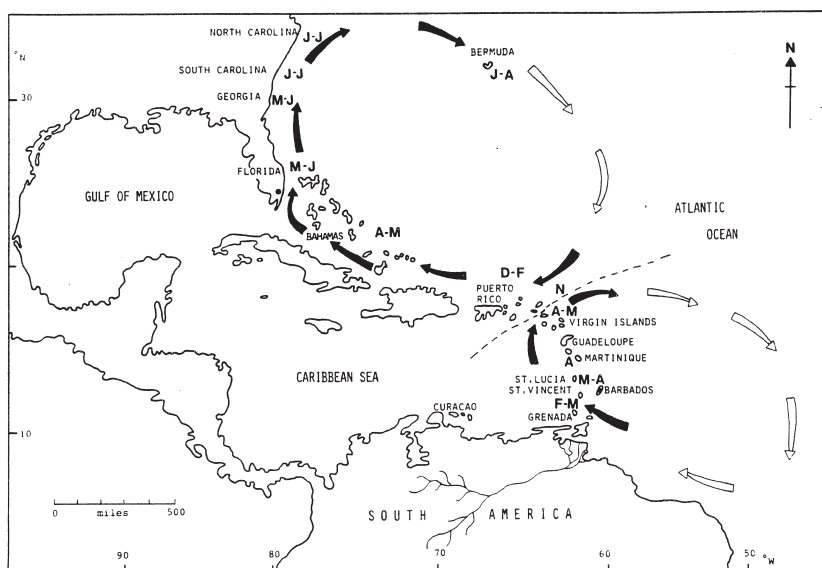 NORTH CAROLINA J-J
BERMUDA
J-A
N
°N
SOUTH CAROLINA J-J
GEORGIA M-J
30
FLORIDA M-J
GULF OF MEXICO
ATLANTIC
OCEAN
BAHAMAS
A-M
D-F
PUERTO
RICO
N
A-M
VIRGIN ISLANDS
GUADELOUPE
A MARTINIQUE
CARIBBEAN SEA
ST.LUCIA M-A
ST.VINCENT BARBADOS
F-M
GRENADA
CURACAO
10
0 miles 500
SOUTH AMERICA
90 80 60 50 °W